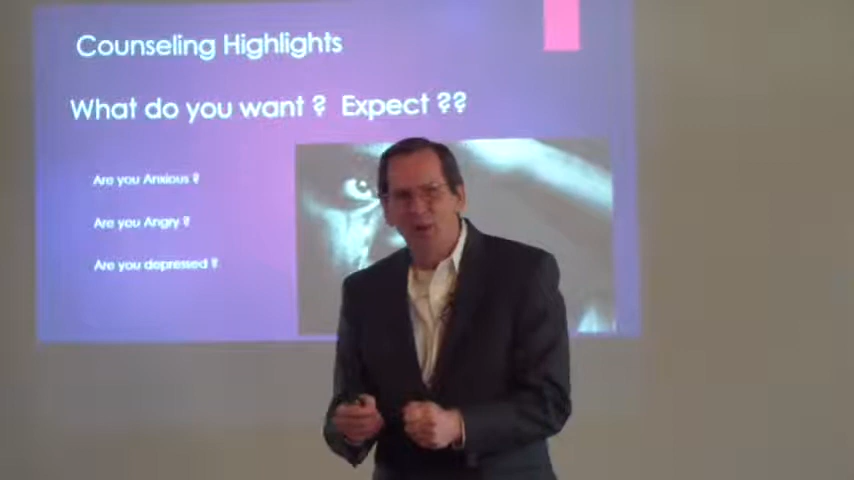 Counseling Highlights
What do you want ? Expect ??
Are you Anxious ?
Are you Angry ?
Are you depressed ?